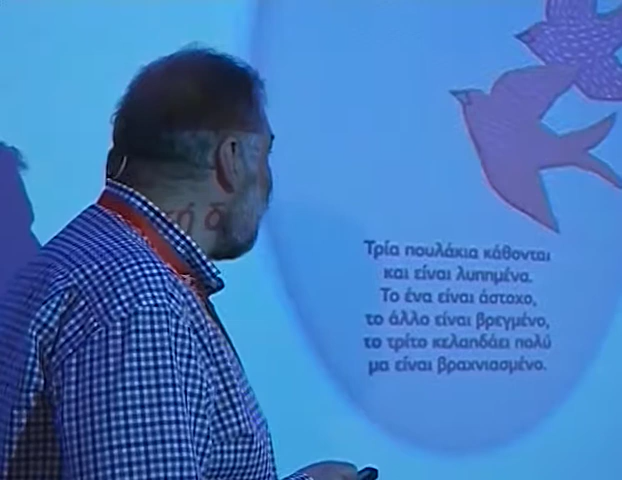 Τρία πουλάκια κάθονται
και είναι λυπημένα.
Το ένα είναι άστοχο,
το άλλο είναι βρεγμένο,
το τρίτο κελαηδάει πολύ
μα είναι βραχνιασμένο.